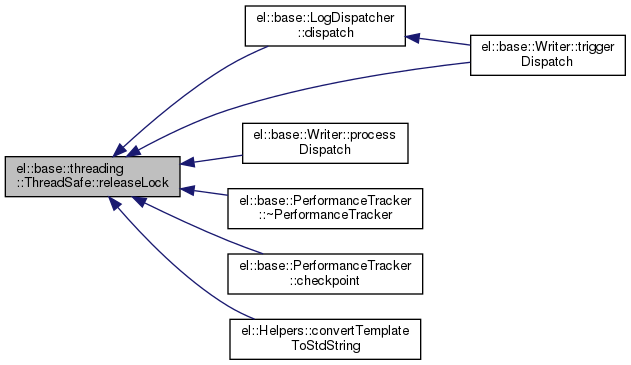 el::base::LogDispatcher
::dispatch
el::base::Writer::trigger
Dispatch
el::base::Writer::process
Dispatch
el::base::threading
::ThreadSafe::releaseLock
el::base::PerformanceTracker
::~PerformanceTracker
el::base::PerformanceTracker
::checkpoint
el::Helpers::convertTemplate
ToStdString